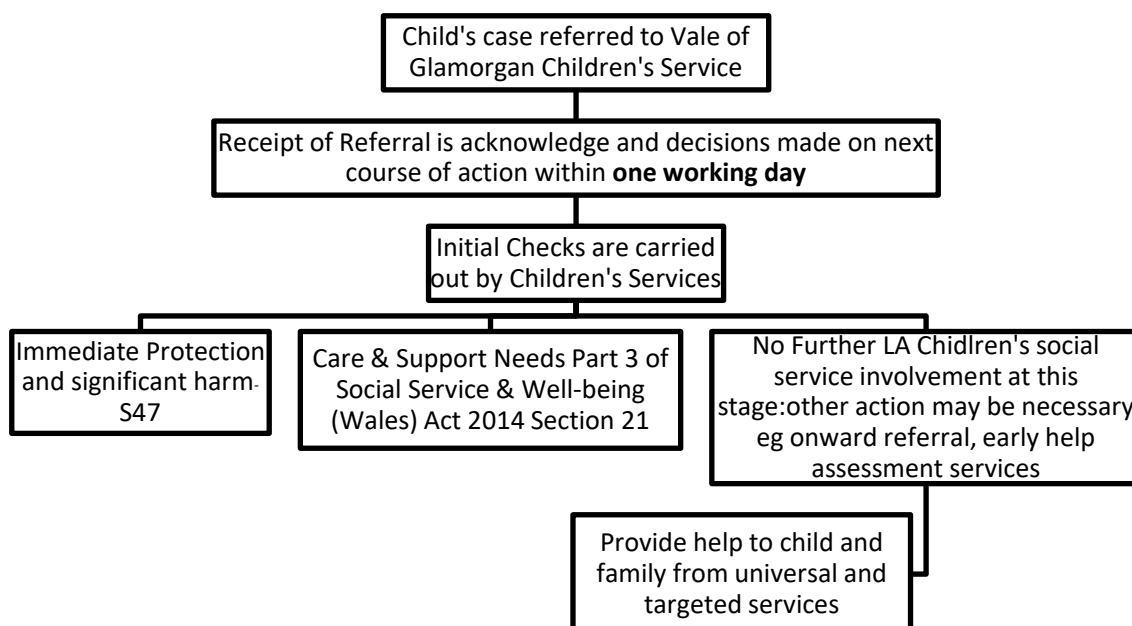 Child's case referred to Vale of
Glamorgan Children's Service
Receipt of Referral is acknowledge and decisions made on next
course of action within one working day
Initial Checks are carried
out by Children's Services
Immediate Protection
and significant harm-
S47
Care & Support Needs Part 3 of
Social Service & Well-being
(Wales) Act 2014 Section 21
No Further LA Chidlren's social
service involvement at this
stage:other action may be necessary
eg onward referral, early help
assessment services
Provide help to child and
family from universal and
targeted services